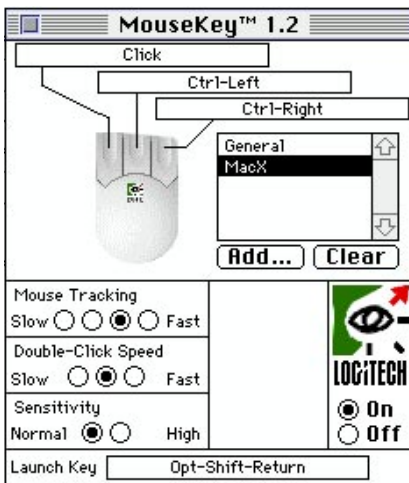 MouseKey™ 1.2
Click
Ctrl-Left
Ctrl-Right
General
MacX
Add... Clear
Mouse Tracking
Slow Fast
Double-Click Speed
Slow Fast
Sensitivity
Normal High
LOGITECH
On
Off
Launch Key Opt-Shift-Return